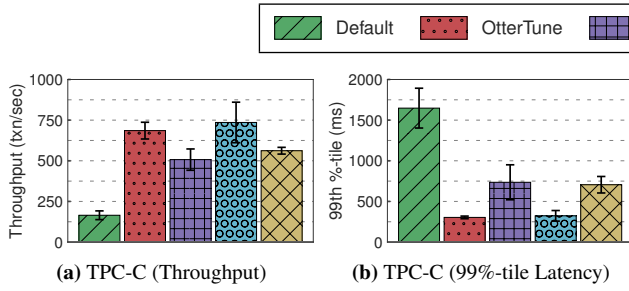 Default OtterTune
1000
750
500
250
0
Throughput (txn/sec)
2000
1500
1000
500
0
99th %-tile (ms)
(a) TPC-C (Throughput) (b) TPC-C (99%-tile Latency)